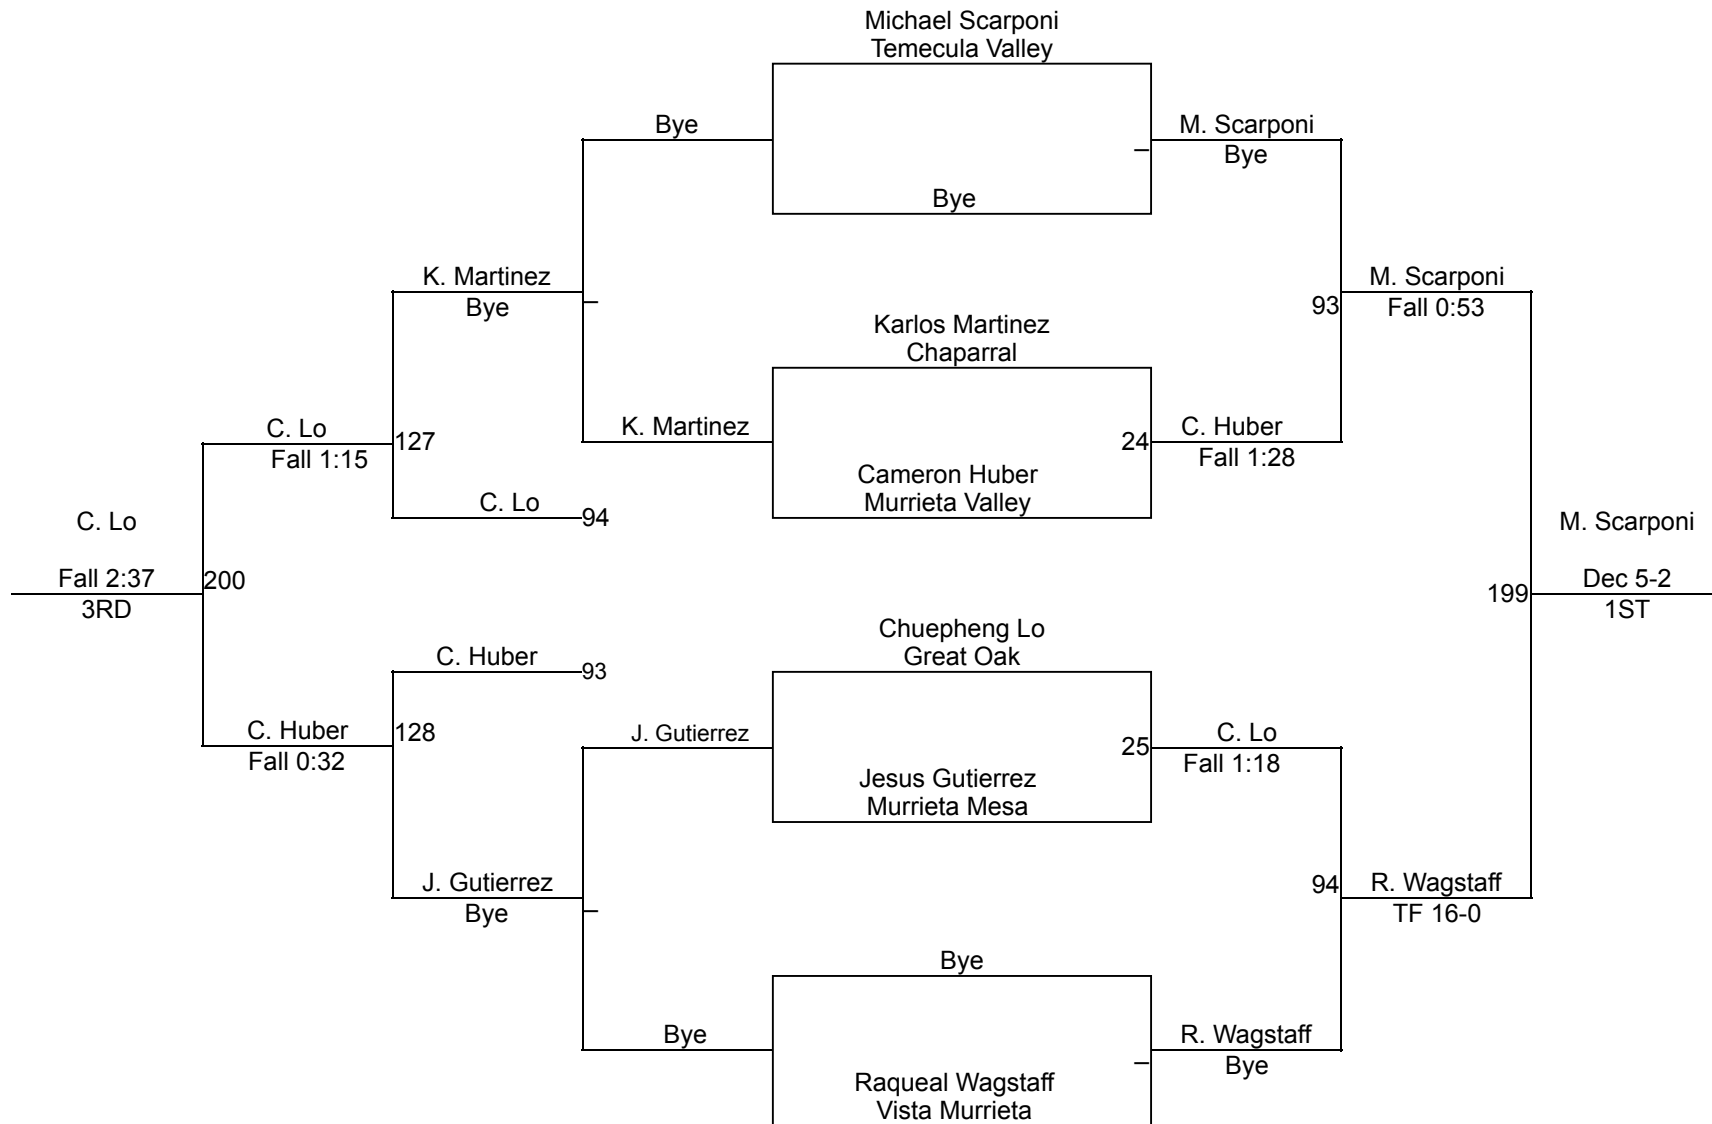 Michael Scarponi
Temecula Valley
Bye
M. Scarponi
Bye
Bye
K. Martinez
Bye
M. Scarponi
Fall 0:53
93
Karlos Martinez
Chaparral
K. Martinez
24
C. Huber
Fall 1:28
C. Lo
Fall 1:15
127
Cameron Huber
Murrieta Valley
C. Lo
94
C. Lo
Fall 2:37
3RD
200
M. Scarponi
Dec 5-2
1ST
199
Chuepheng Lo
Great Oak
C. Huber
93
C. Huber
Fall 0:32
128
J. Gutierrez
25
C. Lo
Fall 1:18
Jesus Gutierrez
Murrieta Mesa
J. Gutierrez
Bye
94
R. Wagstaff
TF 16-0
Bye
Bye
R. Wagstaff
Bye
Raqueal Wagstaff
Vista Murrieta